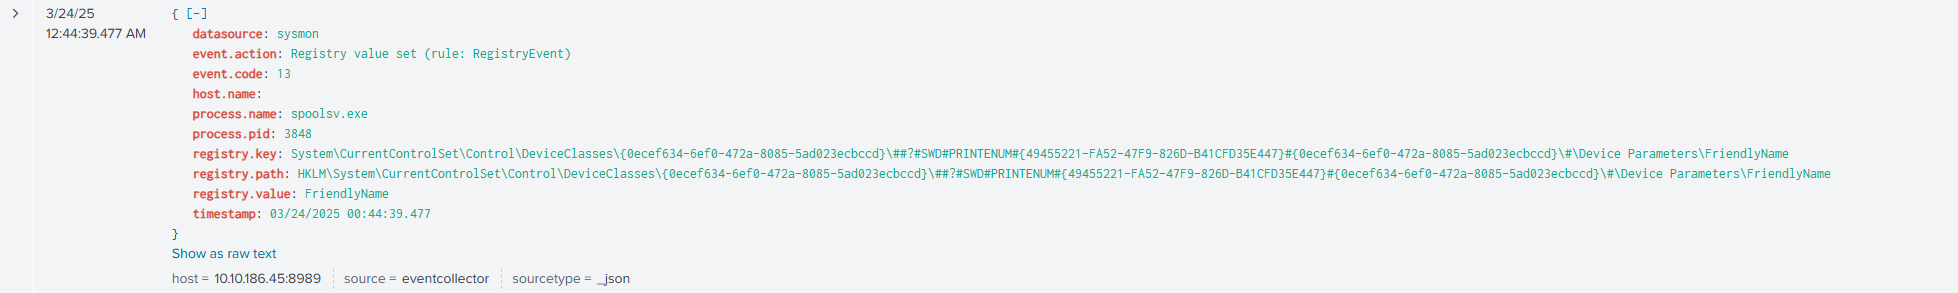 3/24/25 { [-]
12:44:39.477 AM datasource: sysmon
event.action: Registry value set (rule: RegistryEvent)
event.code: 13
host.name:
process.name: spoolsv.exe
process.pid: 3848
registry.key: System\CurrentControlSet\Control\DeviceClasses\{0ecef634-6ef0-472a-8085-5ad023ecbccd}\##?#SWD#PRINTENUM#{49455221-FA52-47F9-826D-B41CFD35E447}#{0ecef634-6ef0-472a-8085-5ad023ecbccd}\#\Device Parameters\FriendlyName
registry.path: HKLM\System\CurrentControlSet\Control\DeviceClasses\{0ecef634-6ef0-472a-8085-5ad023ecbccd}\##?#SWD#PRINTENUM#{49455221-FA52-47F9-826D-B41CFD35E447}#{0ecef634-6ef0-472a-8085-5ad023ecbccd}\#\Device Parameters\FriendlyName
registry.value: FriendlyName
timestamp: 03/24/2025 00:44:39.477
}
Show as raw text
host = 10.10.186.45:8989 source = eventcollector sourcetype = _json